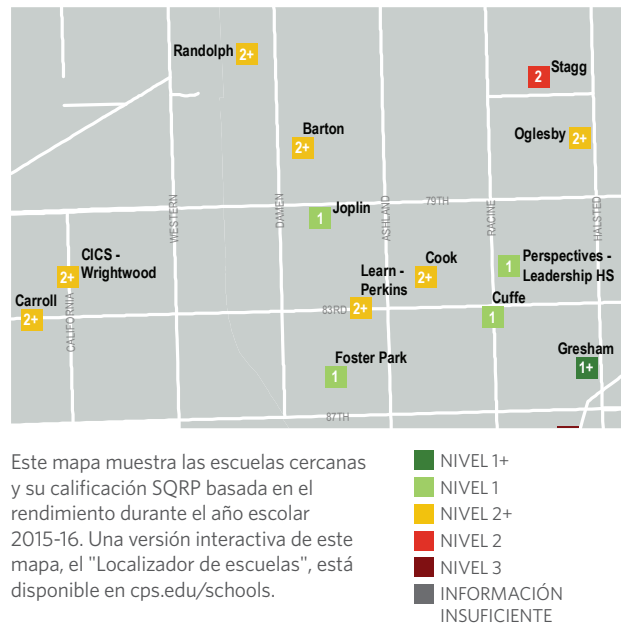 Randolph 2+
Stagg
2
Barton
2+
Oglesby 2+
WESTERN
DAMEN
ASHLAND
79TH
RACINE
HALSTED
Joplin
1
CICS -
Wrightwood
2+
Learn -
Perkins
2+
Cook
2+
Perspectives -
Leadership HS
1
Carroll
2+
CALIFORNIA
83RD
Cuffe
1
Foster Park
1
Gresham
1+
87TH
Este mapa muestra las escuelas cercanas
y su calificación SQRP basada en el
rendimiento durante el año escolar
2015-16. Una versión interactiva de este
mapa, el "Localizador de escuelas", está
disponible en cps.edu/schools.
NIVEL 1+
NIVEL 1
NIVEL 2+
NIVEL 2
NIVEL 3
INFORMACIÓN
INSUFICIENTE